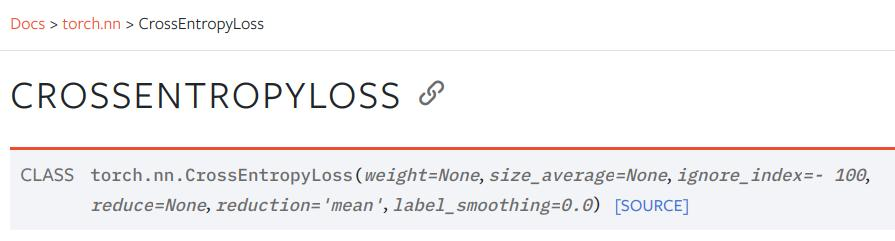 Docs > torch.nn > CrossEntropyLoss
CROSSENTROPYLOSS
CLASS torch.nn.CrossEntropyLoss(weight=None, size_average=None, ignore_index=- 100,
reduce=None, reduction='mean', label_smoothing=0.0) [SOURCE]